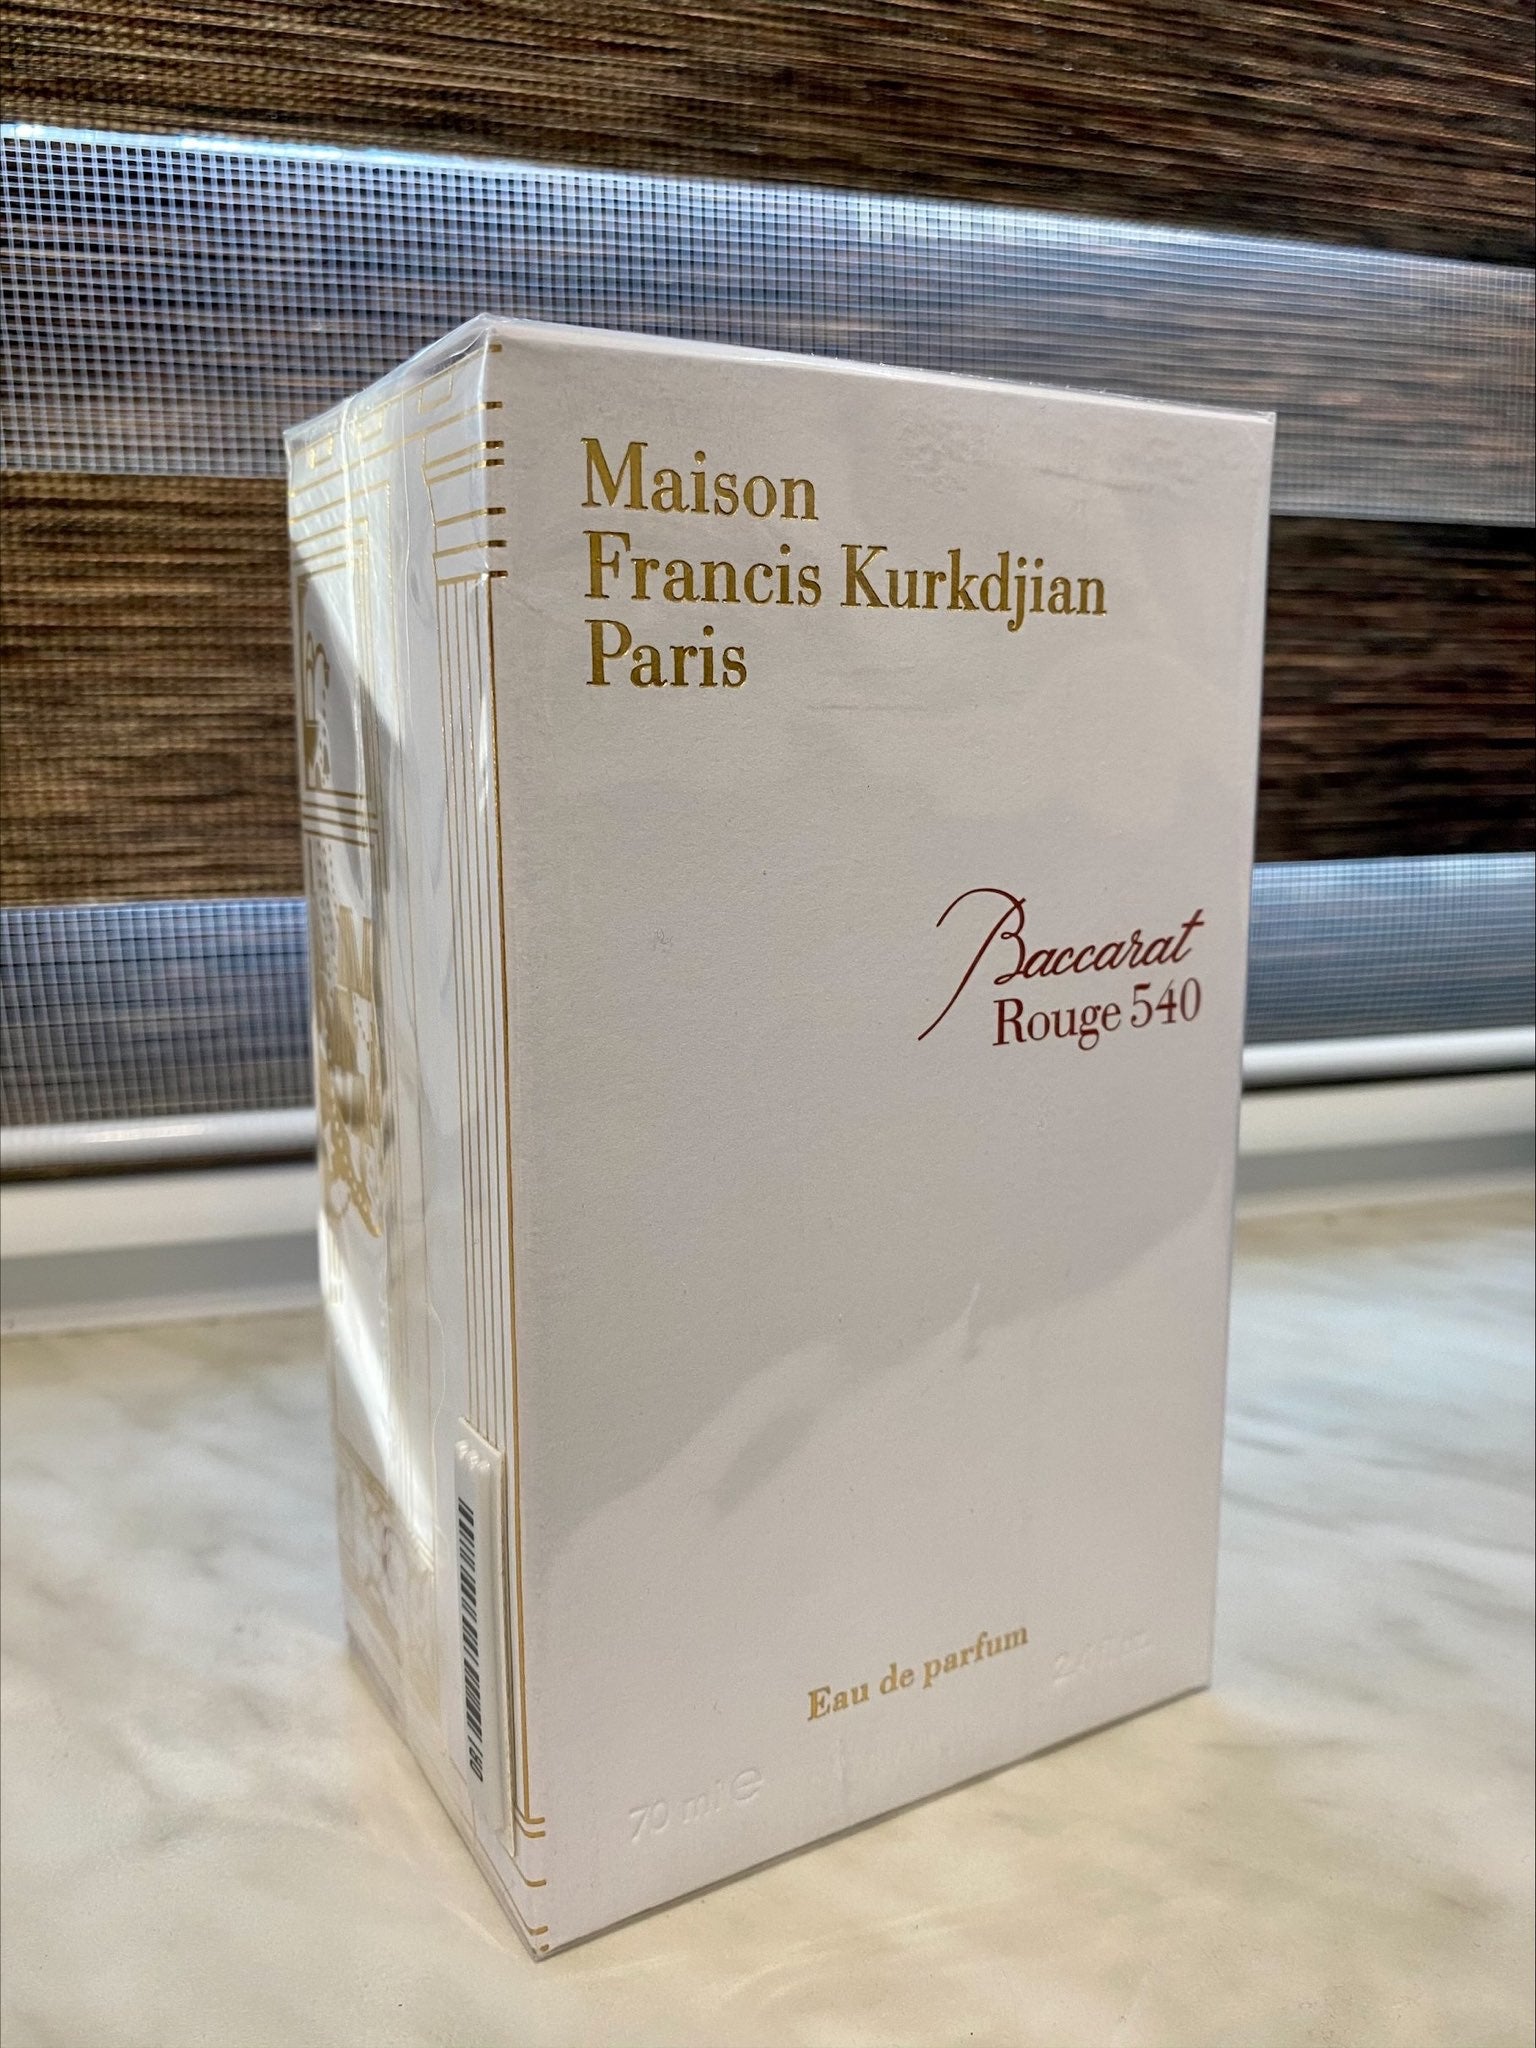 Maison
Francis Kurkdjian
Paris
Baccarat
Rouge 540
Eau de parfum
70 ml e